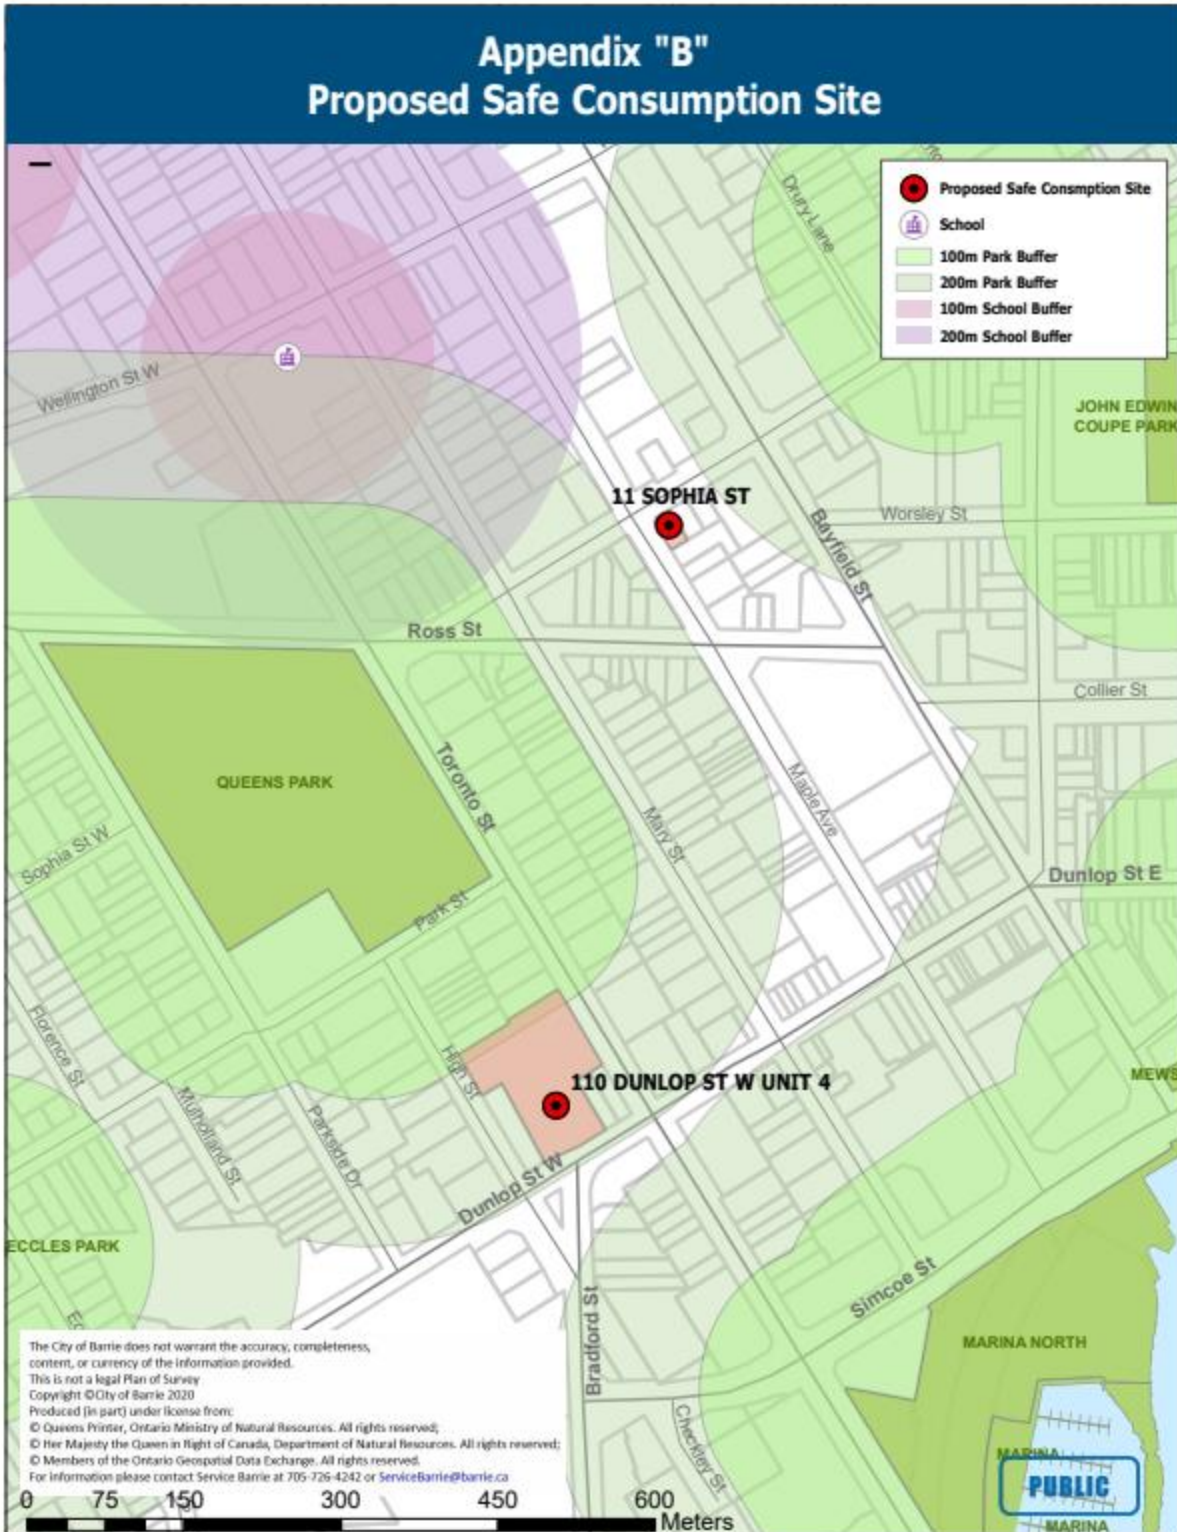 Appendix "B"
Proposed Safe Consumption Site
Proposed Safe Consmption Site
School
100m Park Buffer
200m Park Buffer
100m School Buffer
200m School Buffer
Drury Lane
Wellington St W
JOHN EDWIN
COUPE PARK
11 SOPHIA ST
Worsley St
Bayfield St
Ross St
Collier St
QUEENS PARK
Toronto St
Maple Ave
Mary St
Sophia St W
Dunlop St E
Park St
Florence St
High St
MEWS
110 DUNLOP ST W UNIT 4
Mulholland St
Parkside Dr
Dunlop St W
ECCLES PARK
Simcoe St
Bradford St
MARINA NORTH
The City of Barrie does not warrant the accuracy, completeness,
content, or currency of the information provided.
This is not a legal Plan of Survey
Copyright ©City of Barrie 2020
Produced (in part) under license from:
© Queens Printer, Ontario Ministry of Natural Resources. All rights reserved;
© Her Majesty the Queen in Right of Canada, Department of Natural Resources. All rights reserved;
© Members of the Ontario Geospatial Data Exchange. All rights reserved.
For information please contact Service Barrie at 705-726-4242 or ServiceBarrie@barrie.ca
Checkley St
MARINA
PUBLIC
0 75 150 300 450 600
Meters
MARINA